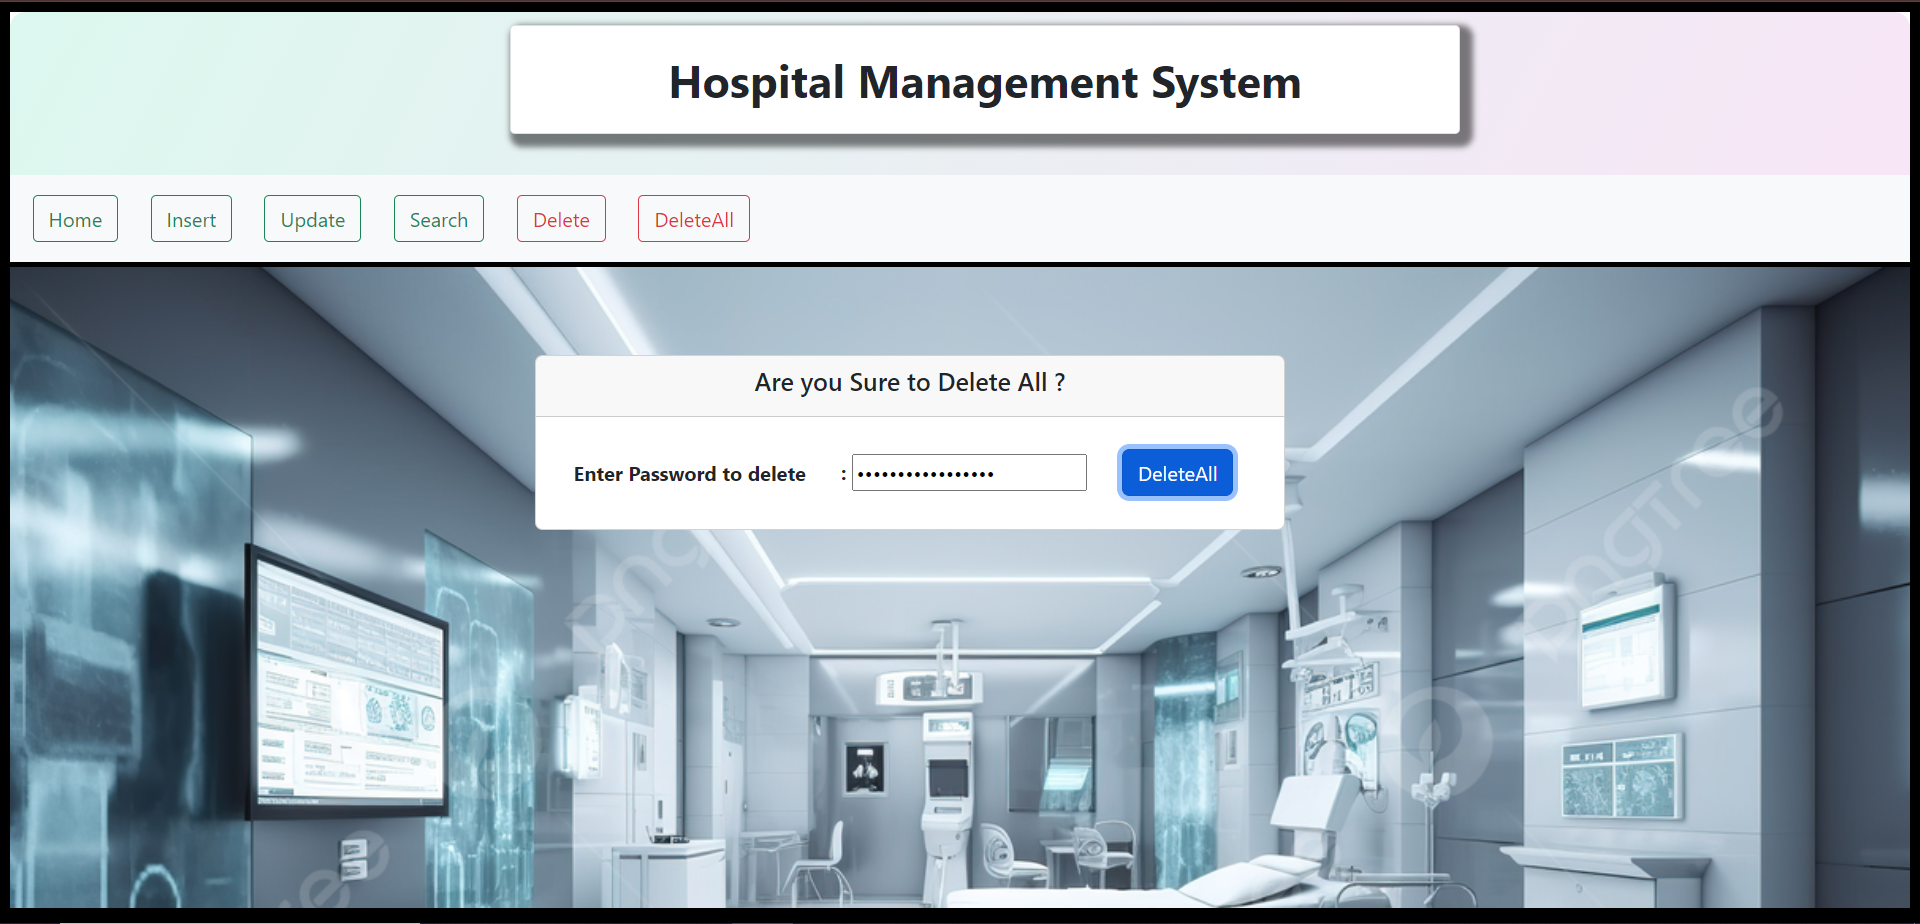 Hospital Management System
Home Insert Update Search Delete DeleteAll
Are you Sure to Delete All ?
Enter Password to delete : ••••••••••••••••• DeleteAll
pngtree